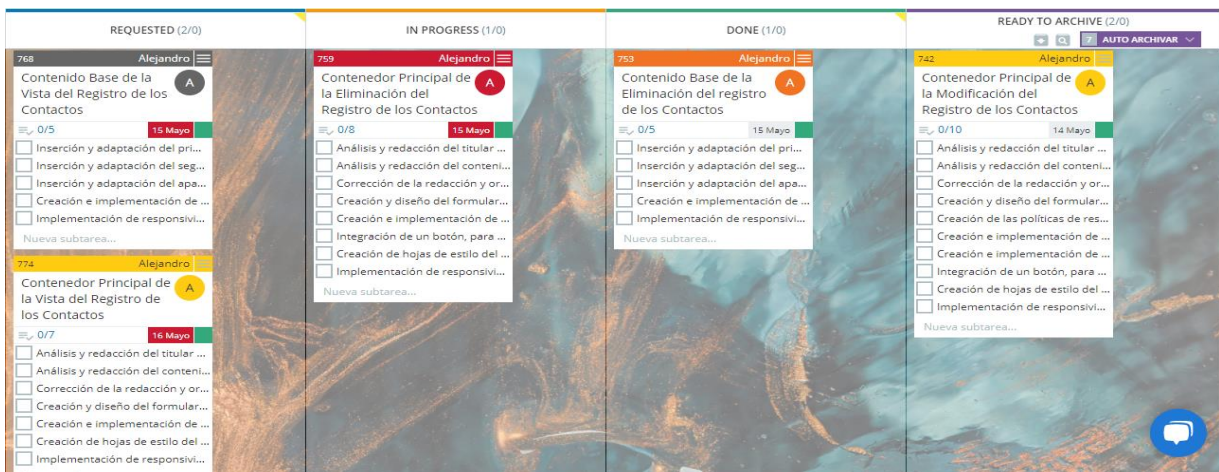 REQUESTED (2/0)
768 Alejandro
Contenido Base de la
Vista del Registro de los
Contactos
A
0/5 15 Mayo
Inserción y adaptación del pri...
Inserción y adaptación del seg...
Inserción y adaptación del apa...
Creación e implementación de ...
Implementación de responsivi...
Nueva subtarea...
774 Alejandro
Contenedor Principal de
la Vista del Registro de
los Contactos
A
0/7 16 Mayo
Análisis y redacción del titular ...
Análisis y redacción del conteni...
Corrección de la redacción y or...
Creación y diseño del formular...
Creación e implementación de ...
Creación de hojas de estilo del ...
Implementación de responsivi...
IN PROGRESS (1/0)
759 Alejandro
Contenedor Principal de
la Eliminación del
Registro de los Contactos
A
0/8 15 Mayo
Análisis y redacción del titular ...
Análisis y redacción del conteni...
Corrección de la redacción y or...
Creación y diseño del formular...
Creación e implementación de ...
Integración de un botón, para ...
Creación de hojas de estilo del ...
Implementación de responsivi...
Nueva subtarea...
DONE (1/0)
753 Alejandro
Contenido Base de la
Eliminación del registro
de los Contactos
A
0/5 15 Mayo
Inserción y adaptación del pri...
Inserción y adaptación del seg...
Inserción y adaptación del apa...
Creación e implementación de ...
Implementación de responsivi...
Nueva subtarea...
READY TO ARCHIVE (2/0)
7 AUTO ARCHIVAR
742 Alejandro
Contenedor Principal de
la Modificación del
Registro de los Contactos
A
0/10 14 Mayo
Análisis y redacción del titular ...
Análisis y redacción del conteni...
Corrección de la redacción y or...
Creación y diseño del formular...
Creación de las políticas de res...
Creación e implementación de ...
Creación e implementación de ...
Integración de un botón, para ...
Creación de hojas de estilo del ...
Implementación de responsivi...
Nueva subtarea...